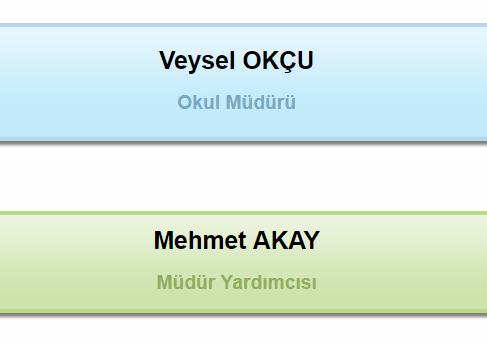 Veysel OKÇU
Okul Müdürü
Mehmet AKAY
Müdür Yardımcısı